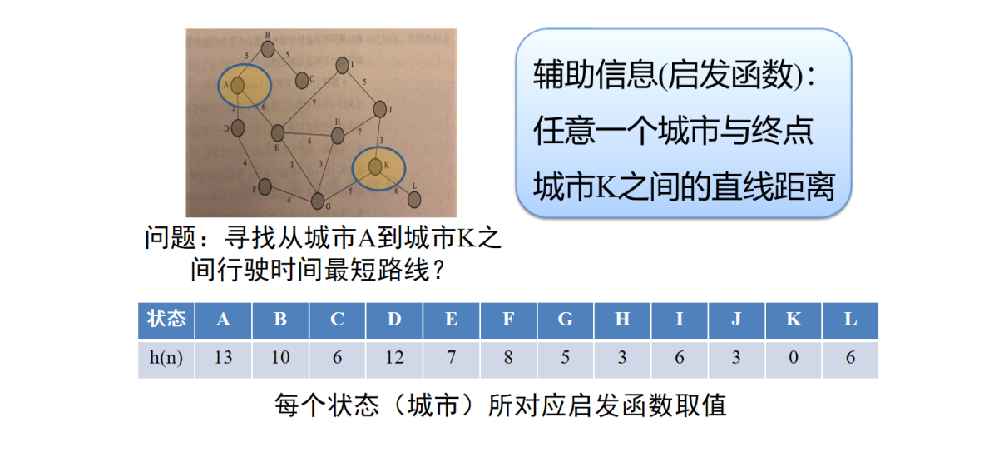 B
5
5
I
A
C
7
5
3
6
J
D
H
4
7
E
3
4
3
3
K
F
L
4
5
6
G
辅助信息(启发函数)：
任意一个城市与终点
城市K之间的直线距离
问题：寻找从城市A到城市K之
间行驶时间最短路线？
状态 A B C D E F G H I J K L
h(n) 13 10 6 12 7 8 5 3 6 3 0 6
每个状态（城市）所对应启发函数取值